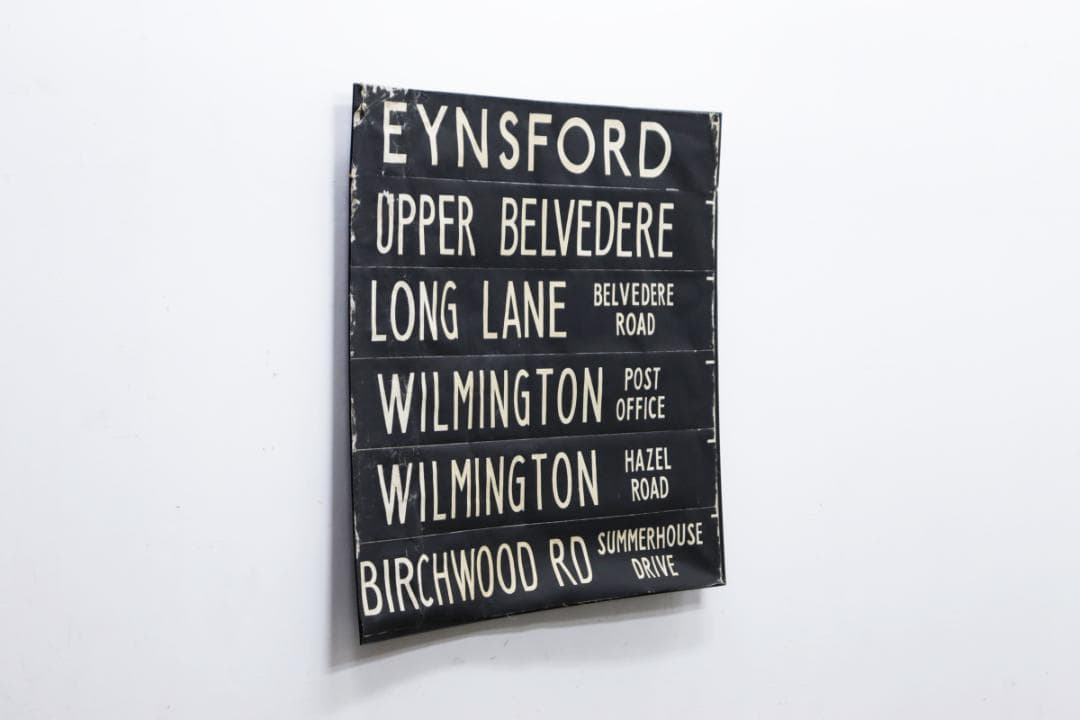 EYNSFORD
UPPER BELVEDERE
LONG LANE BELVEDERE ROAD
WILMINGTON POST OFFICE
WILMINGTON HAZEL ROAD
BIRCHWOOD RD SUMMERHOUSE DRIVE